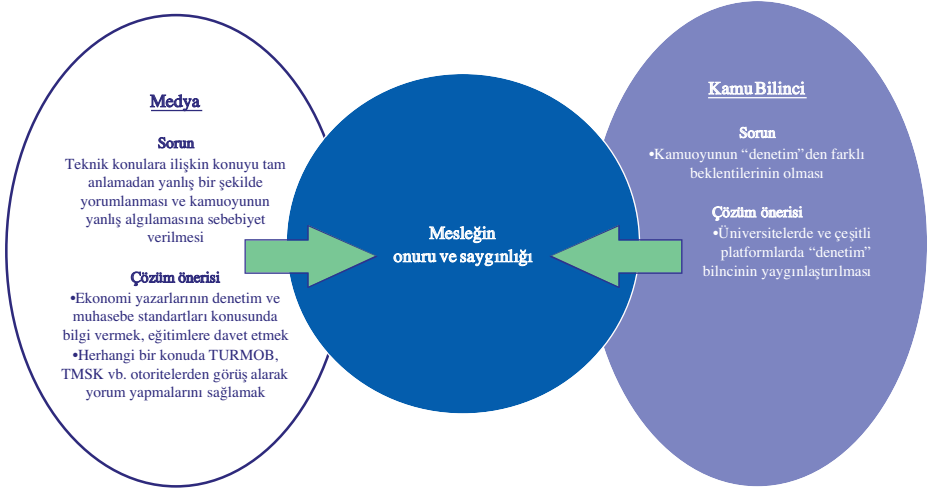 Medya
Sorun
Teknik konulara ilişkin konuyu tam
anlamadan yanlış bir şekilde
yorumlanması ve kamuoyunun
yanlış algılamasına sebebiyet
verilmesi
Çözüm önerisi
•Ekonomi yazarlarının denetim ve
muhasebe standartları konusunda
bilgi vermek, eğitimlere davet etmek
•Herhangi bir konuda TURMOB,
TMSK vb. otoritelerden görüş alarak
yorum yapmalarını sağlamak
Mesleğin
onuru ve saygınlığı
Kamu Bilinci
Sorun
•Kamuoyunun “denetim”den farklı
beklentilerinin olması
Çözüm önerisi
•Üniversitelerde ve çeşitli
platformlarda “denetim”
bilncinin yaygınlaştırılması